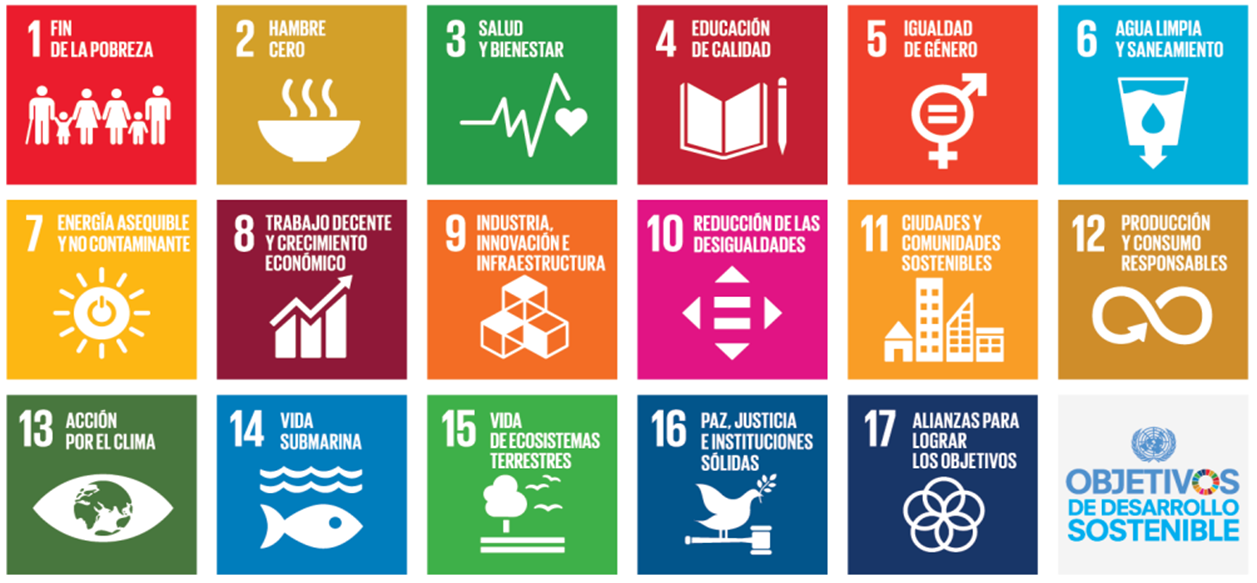 1 FIN
DE LA POBREZA
2 HAMBRE
CERO
3 SALUD
Y BIENESTAR
4 EDUCACIÓN
DE CALIDAD
5 IGUALDAD
DE GÉNERO
6 AGUA LIMPIA
Y SANEAMIENTO
7 ENERGÍA ASEQUIBLE
Y NO CONTAMINANTE
8 TRABAJO DECENTE
Y CRECIMIENTO
ECONÓMICO
9 INDUSTRIA,
INNOVACIÓN E
INFRAESTRUCTURA
10 REDUCCIÓN DE LAS
DESIGUALDADES
11 CIUDADES Y
COMUNIDADES
SOSTENIBLES
12 PRODUCCIÓN
Y CONSUMO
RESPONSABLES
13 ACCIÓN
POR EL CLIMA
14 VIDA
SUBMARINA
15 VIDA
DE ECOSISTEMAS
TERRESTRES
16 PAZ, JUSTICIA
E INSTITUCIONES
SÓLIDAS
17 ALIANZAS PARA
LOGRAR
LOS OBJETIVOS
OBJETIVOS
DE DESARROLLO
SOSTENIBLE